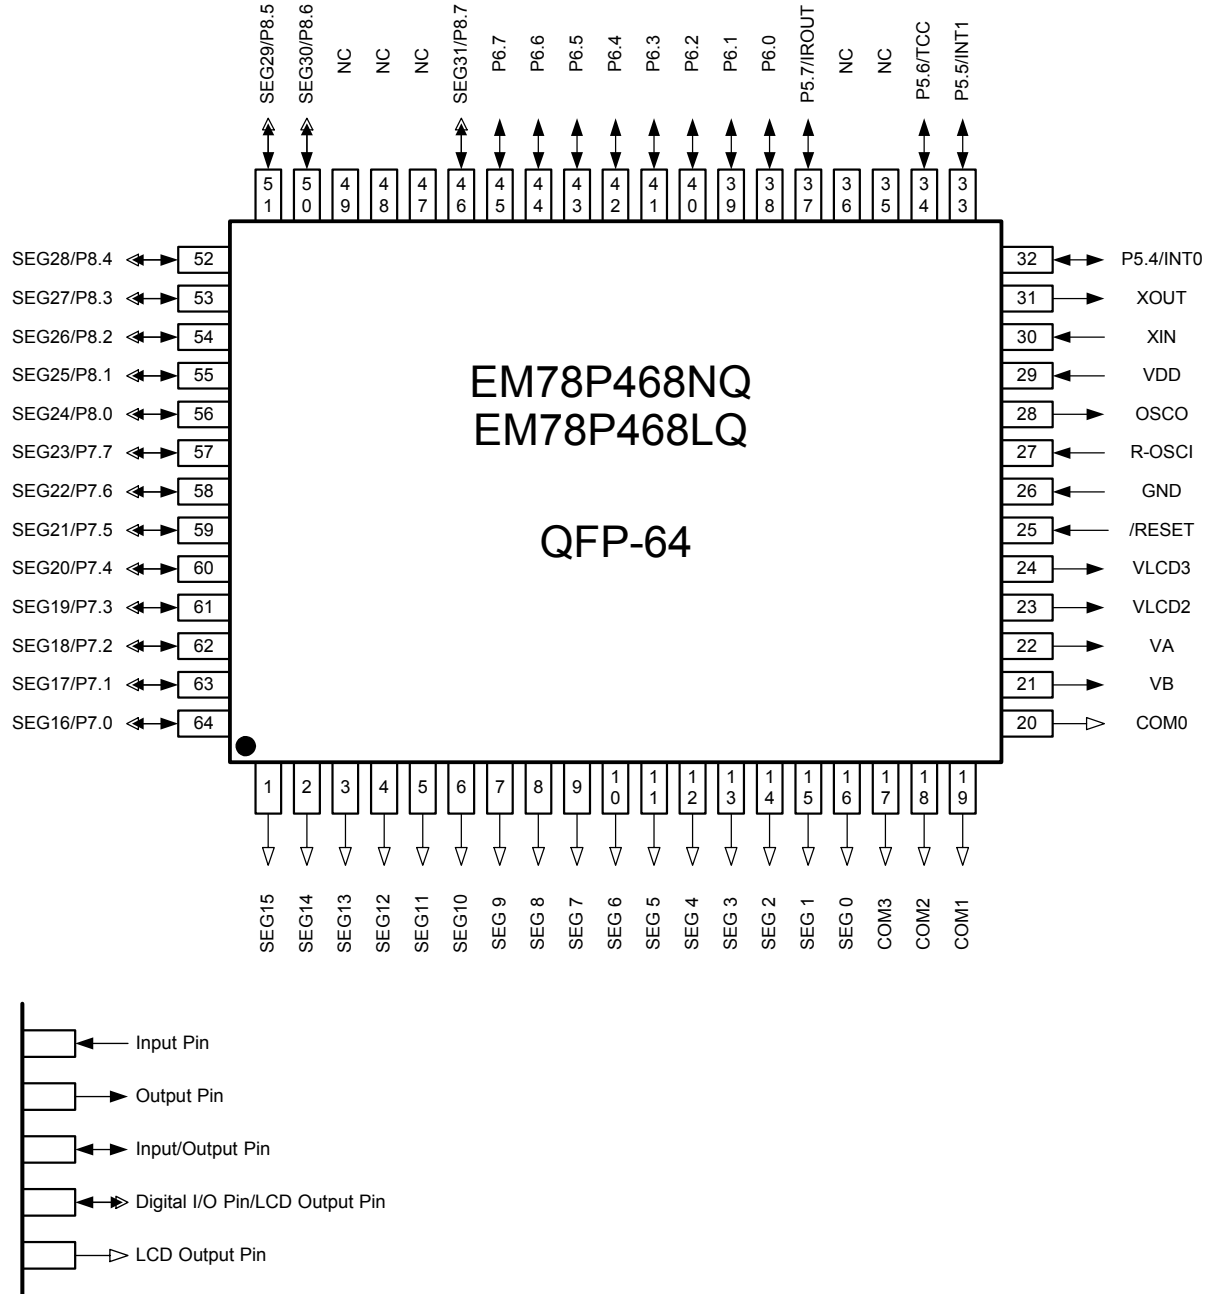 SEG29/P8.5
SEG30/P8.6
NC
NC
NC
SEG31/P8.7
P6.7
P6.6
P6.5
P6.4
P6.3
P6.2
P6.1
P6.0
P5.7/IROUT
NC
NC
P5.6/TCC
P5.5/INT1
51
50
49
48
47
46
45
44
43
42
41
40
39
38
37
36
35
34
33
SEG28/P8.4 52
SEG27/P8.3 53
SEG26/P8.2 54
SEG25/P8.1 55
SEG24/P8.0 56
SEG23/P7.7 57
SEG22/P7.6 58
SEG21/P7.5 59
SEG20/P7.4 60
SEG19/P7.3 61
SEG18/P7.2 62
SEG17/P7.1 63
SEG16/P7.0 64
EM78P468NQ
EM78P468LQ
QFP-64
32 P5.4/INT0
31 XOUT
30 XIN
29 VDD
28 OSCO
27 R-OSCI
26 GND
25 /RESET
24 VLCD3
23 VLCD2
22 VA
21 VB
20 COM0
1
2
3
4
5
6
7
8
9
10
11
12
13
14
15
16
17
18
19
SEG15
SEG14
SEG13
SEG12
SEG11
SEG10
SEG 9
SEG 8
SEG 7
SEG 6
SEG 5
SEG 4
SEG 3
SEG 2
SEG 1
SEG 0
COM3
COM2
COM1
Input Pin
Output Pin
Input/Output Pin
Digital I/O Pin/LCD Output Pin
LCD Output Pin